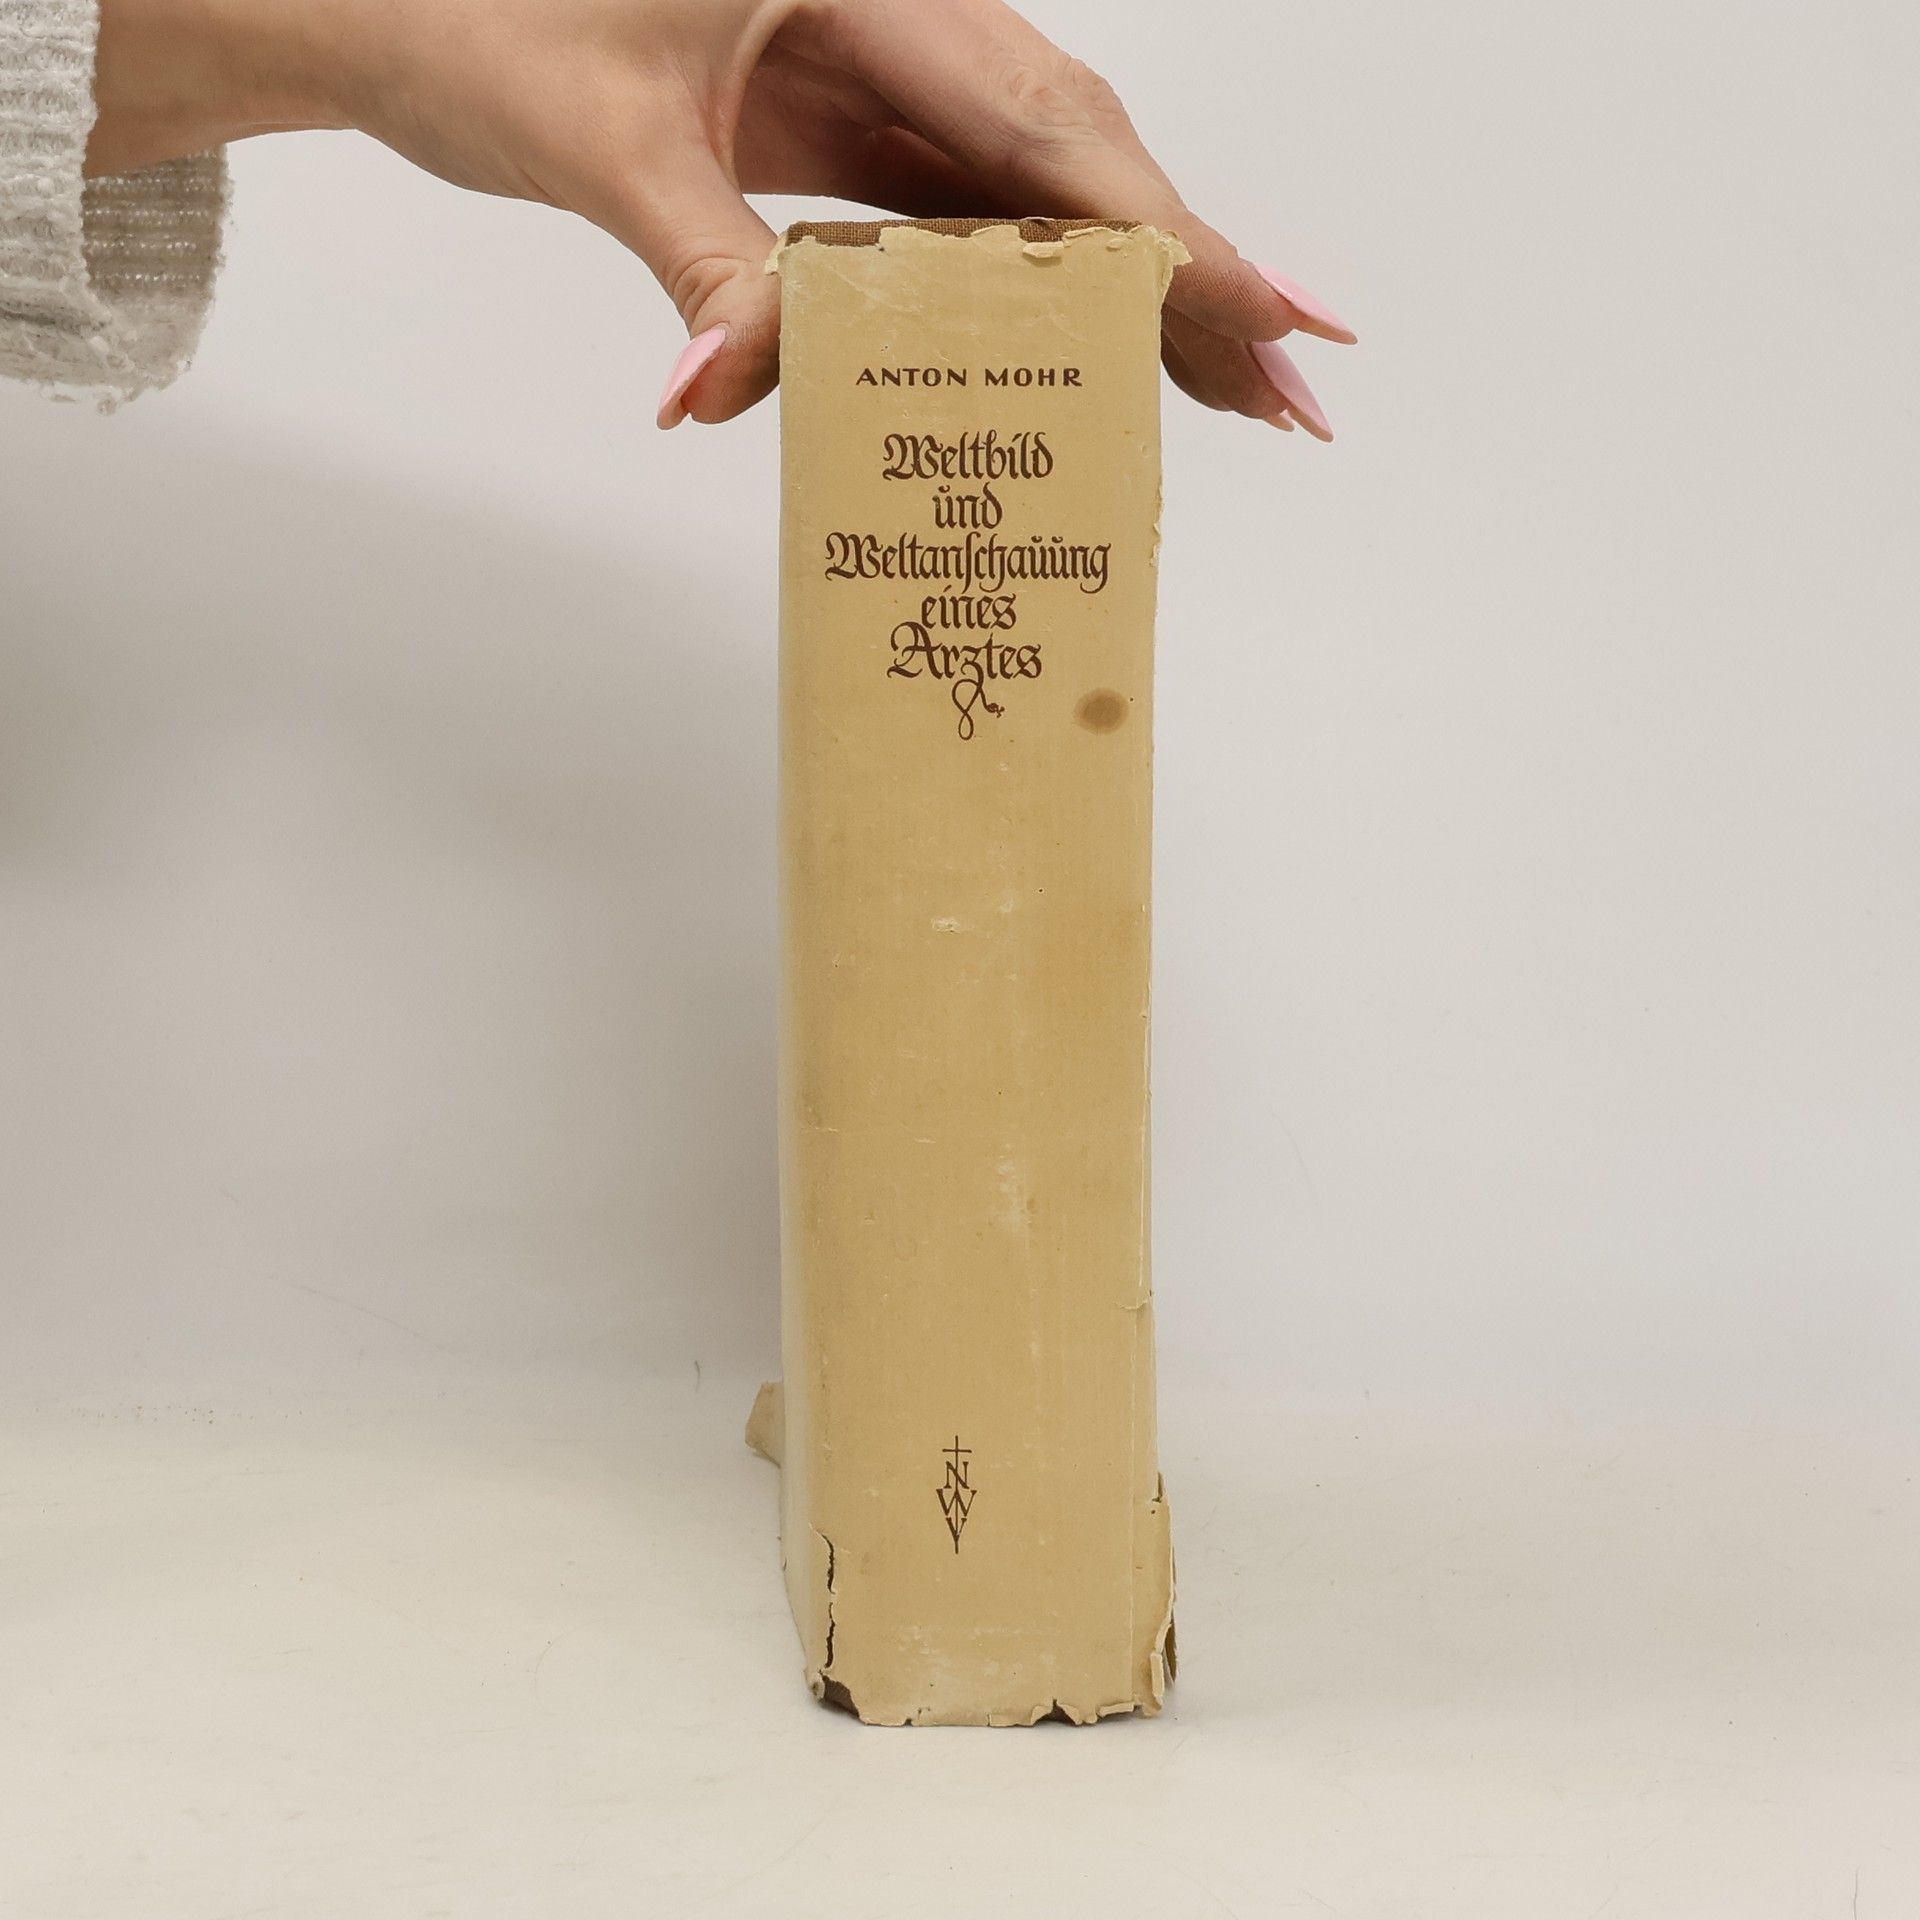 ANTON MOHR
Weltbild
und
Weltanſchauung
eines
Arztes
N
W
V